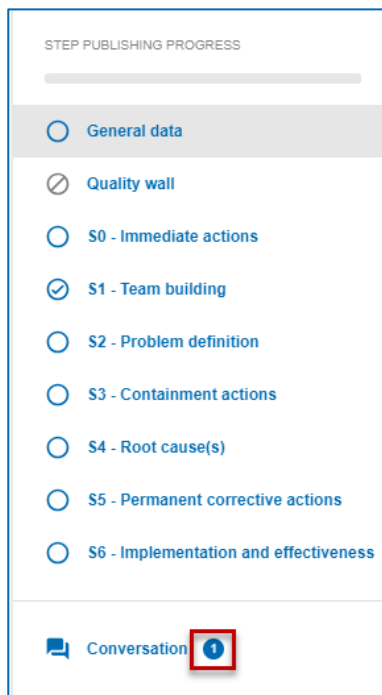 STEP PUBLISHING PROGRESS
General data
Quality wall
S0 - Immediate actions
S1 - Team building
S2 - Problem definition
S3 - Containment actions
S4 - Root cause(s)
S5 - Permanent corrective actions
S6 - Implementation and effectiveness
Conversation 1